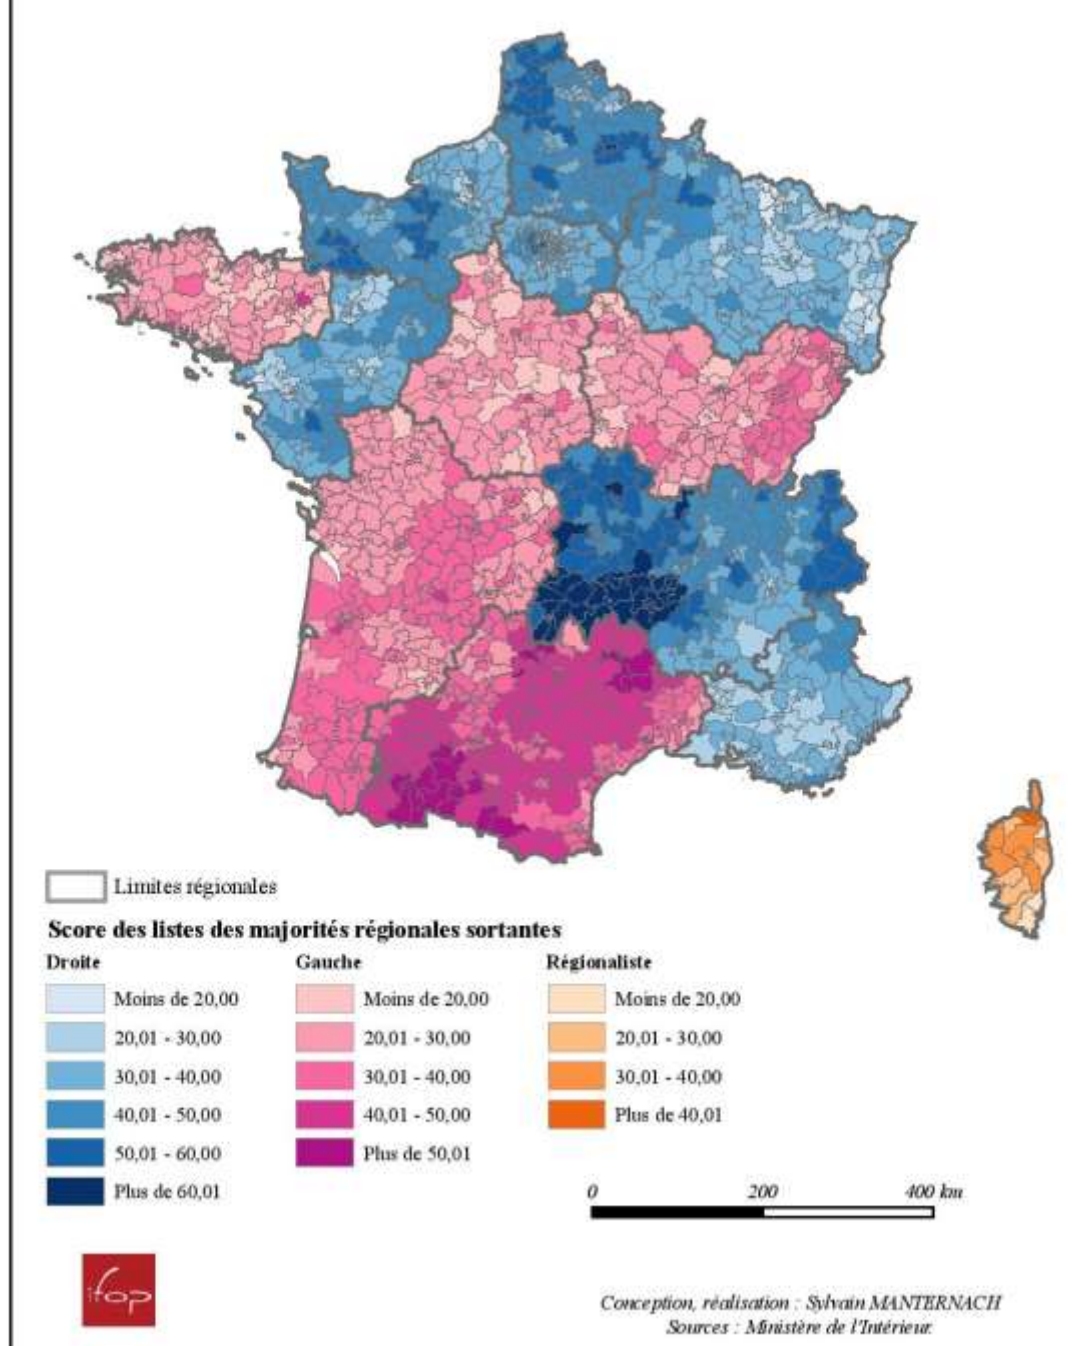 Limites régionales
Score des listes des majorités régionales sortantes
Droite
Moins de 20,00
20,01 - 30,00
30,01 - 40,00
40,01 - 50,00
50,01 - 60,00
Plus de 60,01
Gauche
Moins de 20,00
20,01 - 30,00
30,01 - 40,00
40,01 - 50,00
Plus de 50,01
Régionaliste
Moins de 20,00
20,01 - 30,00
30,01 - 40,00
Plus de 40,01
0 200 400 km
ifop
Conception, réalisation : Sylvain MANTERNACH
Sources : Ministère de l'Intérieur.